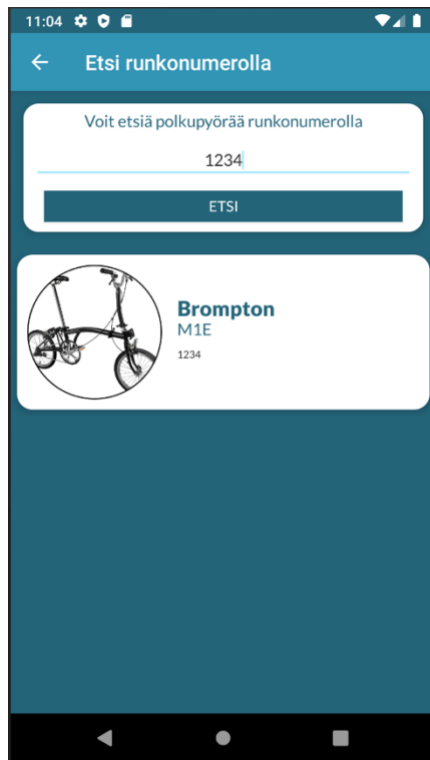 11:04
Etsi runkonumerolla
Voit etsiä polkupyörää runkonumerolla
1234
ETSI
Brompton
M1E
1234